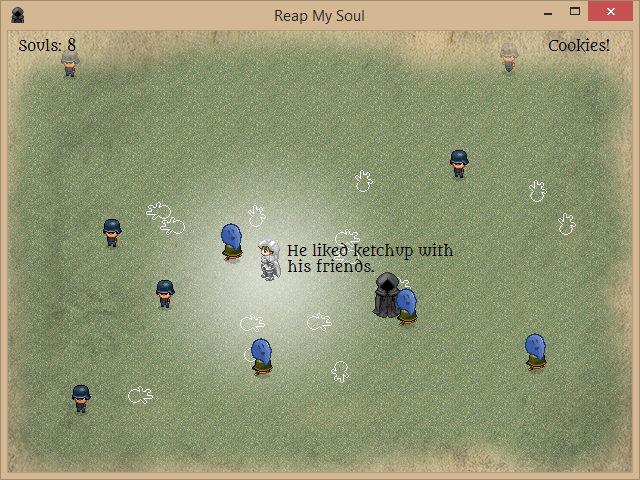 Reap My Soul
Souls: 8
Cookies!
He liked ketchup with
his friends.